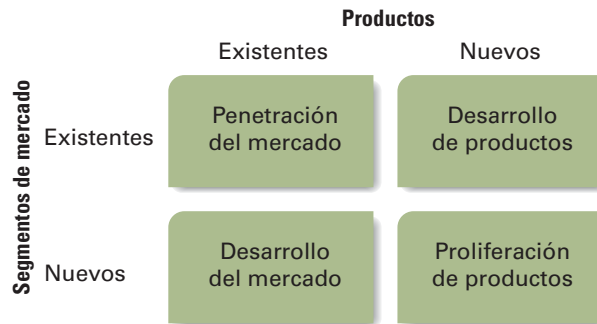 Productos
Existentes
Nuevos
Segmentos de mercado
Existentes
Penetración
del mercado
Desarrollo
de productos
Nuevos
Desarrollo
del mercado
Proliferación
de productos